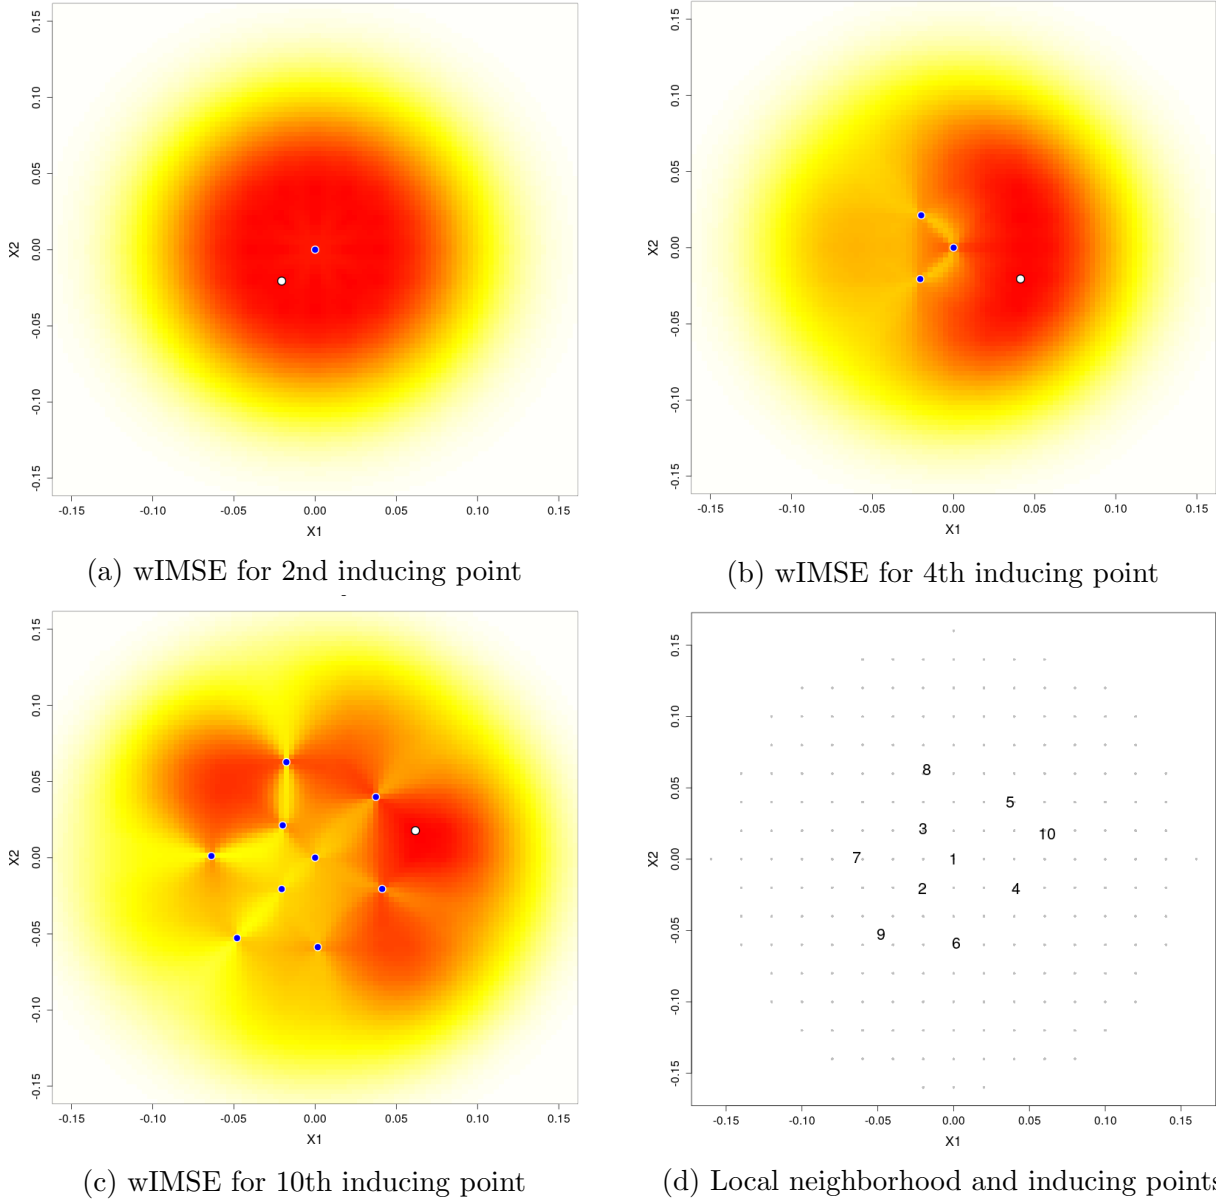 0.15
0.10
0.05
0.00
-0.05
-0.10
-0.15
X2
-0.15 -0.10 -0.05 0.00 0.05 0.10 0.15
X1
(a) wIMSE for 2nd inducing point
0.15
0.10
0.05
0.00
-0.05
-0.10
-0.15
X2
-0.15 -0.10 -0.05 0.00 0.05 0.10 0.15
X1
(b) wIMSE for 4th inducing point
0.15
0.10
0.05
0.00
-0.05
-0.10
-0.15
X2
-0.15 -0.10 -0.05 0.00 0.05 0.10 0.15
X1
(c) wIMSE for 10th inducing point
0.15
0.10
0.05
0.00
-0.05
-0.10
-0.15
X2
8
5
3
10
7
1
2
4
9
6
-0.15 -0.10 -0.05 0.00 0.05 0.10 0.15
X1
(d) Local neighborhood and inducing points